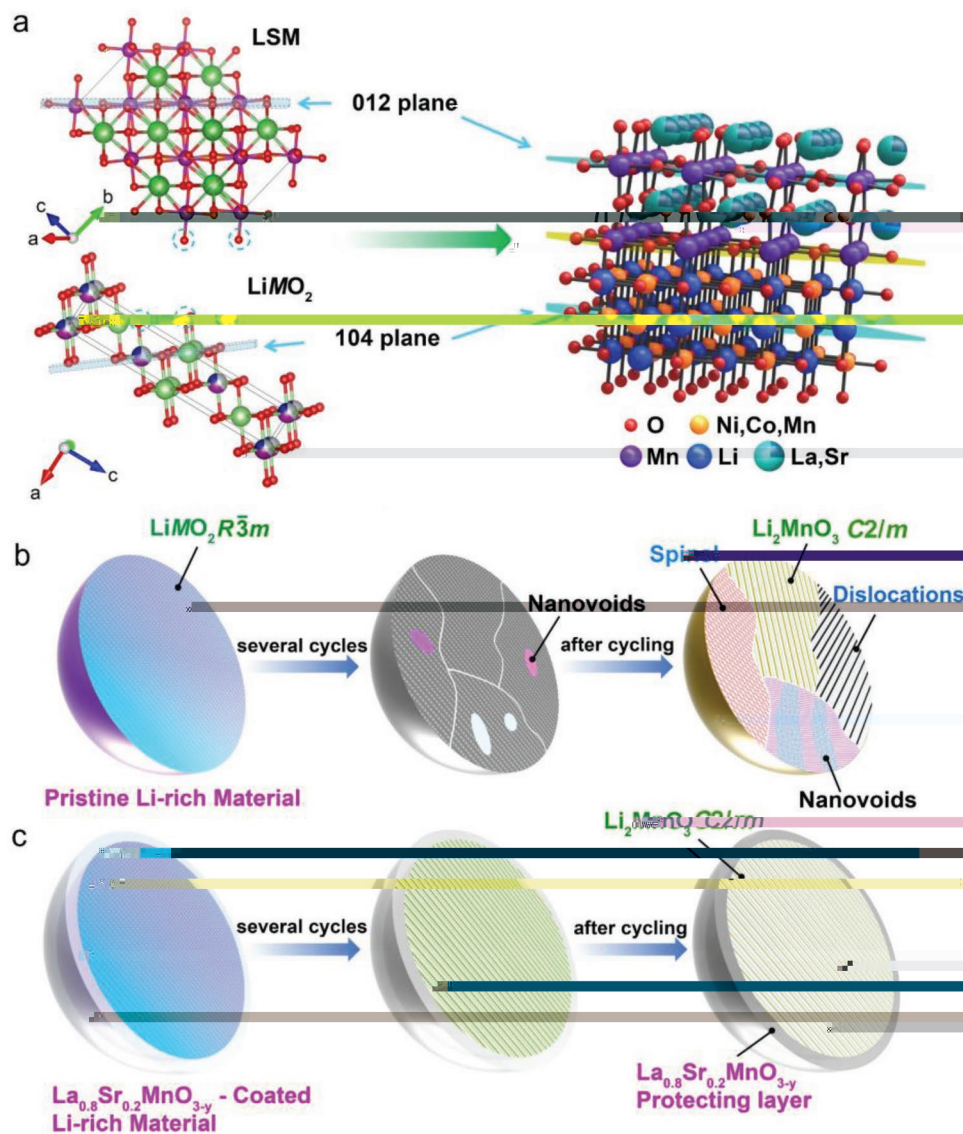 a
LSM
012 plane
c
b
a
LiMO₂
104 plane
a
c
O
Ni,Co,Mn
Mn
Li
La,Sr
b
LiMO₂ R3̄m
several cycles
Nanovoids
after cycling
Li₂MnO₃ C2/m
Dislocations
Pristine Li-rich Material
Nanovoids
c
several cycles
after cycling
Li₂MnO₃ C2/m
La₀.₈Sr₀.₂MnO₃₋y - Coated
Li-rich Material
La₀.₈Sr₀.₂MnO₃₋y
Protecting layer